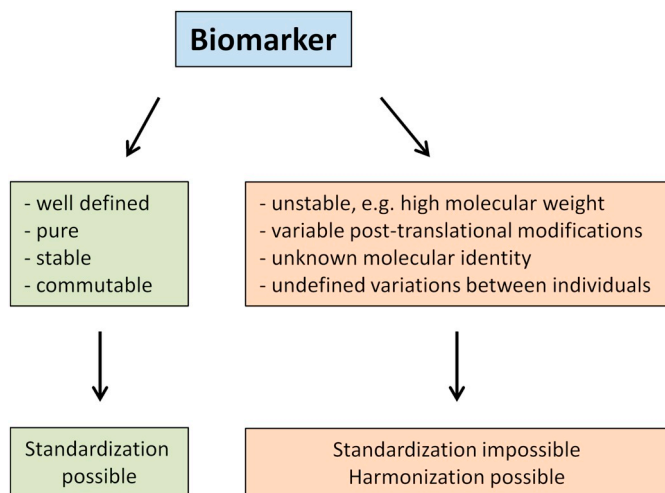 Biomarker
- well defined
- pure
- stable
- commutable
- unstable, e.g. high molecular weight
- variable post-translational modifications
- unknown molecular identity
- undefined variations between individuals
Standardization
possible
Standardization impossible
Harmonization possible